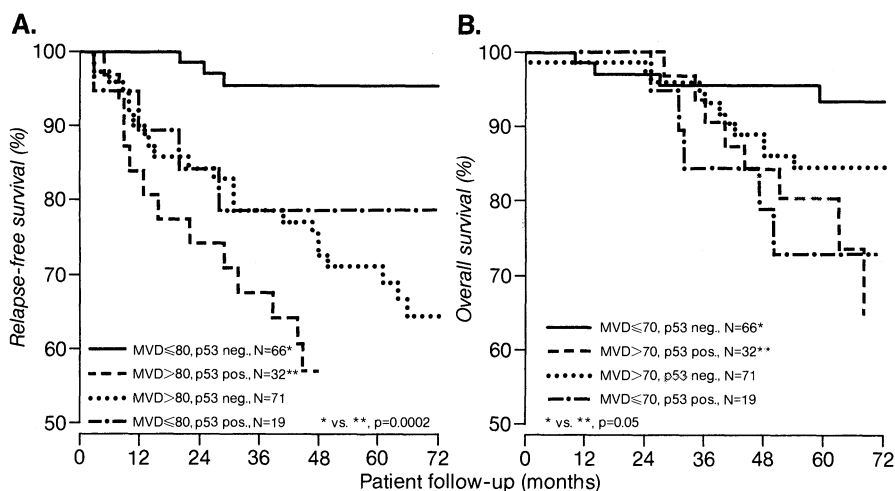 A.
Relapse-free survival (%)
100
90
80
70
60
50
0 12 24 36 48 60 72
MVD≤80, p53 neg., N=66*
MVD>80, p53 pos., N=32**
MVD>80, p53 neg., N=71
MVD≤80, p53 pos., N=19
* vs. **, p=0.0002
B.
Overall survival (%)
100
90
80
70
60
50
0 12 24 36 48 60 72
MVD≤70, p53 neg., N=66*
MVD>70, p53 pos., N=32**
MVD>70, p53 neg., N=71
MVD≤70, p53 pos., N=19
* vs. **, p=0.05
Patient follow-up (months)